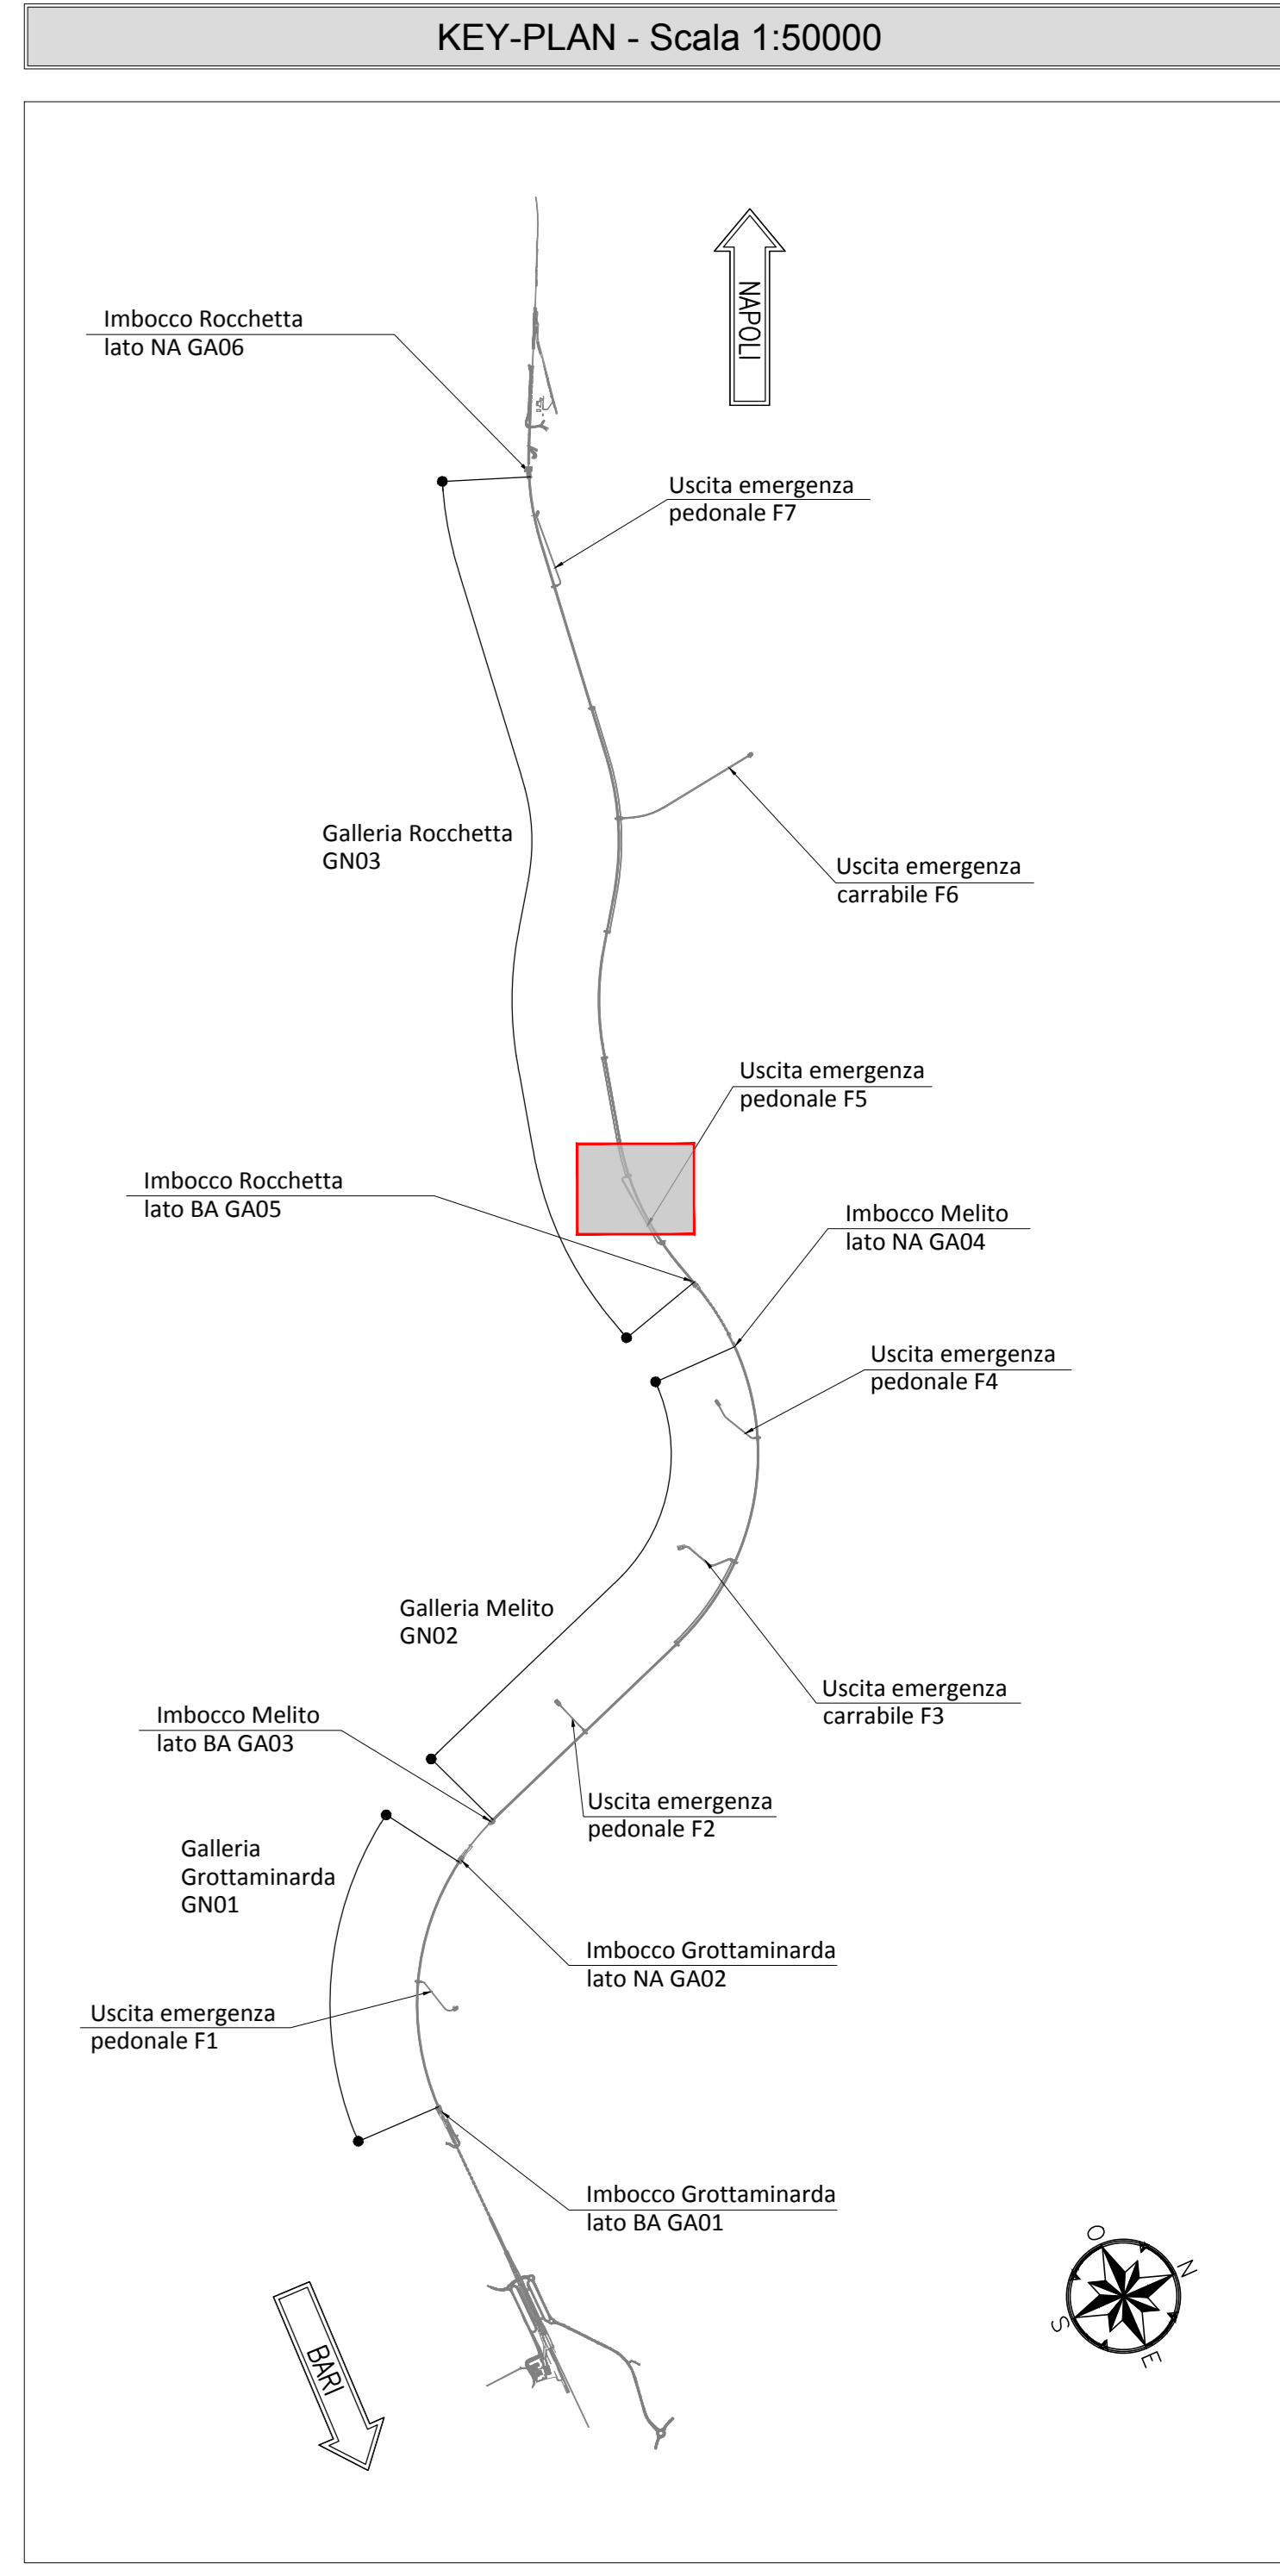 KEY-PLAN - Scala 1:50000
NAPOLI
Imbocco Rocchetta
lato NA GA06
Uscita emergenza
pedonale F7
Galleria Rocchetta
GN03
Uscita emergenza
carrabile F6
Uscita emergenza
pedonale F5
Imbocco Rocchetta
lato BA GA05
Imbocco Melito
lato NA GA04
Uscita emergenza
pedonale F4
Galleria Melito
GN02
Uscita emergenza
carrabile F3
Imbocco Melito
lato BA GA03
Uscita emergenza
pedonale F2
Galleria
Grottaminarda
GN01
Imbocco Grottaminarda
lato NA GA02
Uscita emergenza
pedonale F1
Imbocco Grottaminarda
lato BA GA01
O
N
S
E
BARI